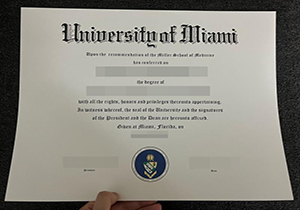 University of Miami
Upon the recommendation of the Miller School of Medicine
has conferred on
the degree of
with all the rights, honors and privileges thereunto appertaining.
In witness whereof, the seal of the University and the signatures
of the President and the Dean are hereunto affixed.
Given at Miami, Florida, on